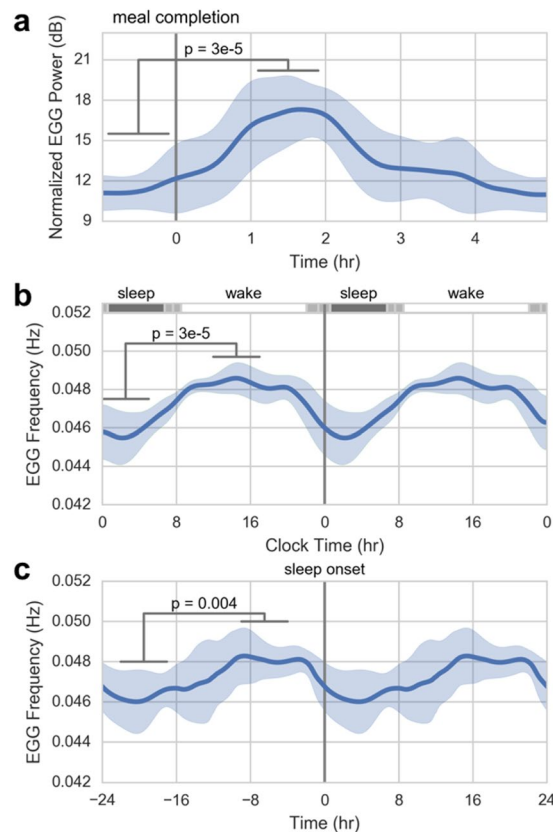 a
meal completion
p = 3e-5
Normalized EGG Power (dB)
21
18
15
12
9
0
1
2
3
4
Time (hr)
b
sleep
wake
sleep
wake
p = 3e-5
EGG Frequency (Hz)
0.052
0.050
0.048
0.046
0.044
0.042
0
8
16
0
8
16
0
Clock Time (hr)
c
sleep onset
p = 0.004
EGG Frequency (Hz)
0.052
0.050
0.048
0.046
0.044
0.042
−24
−16
−8
0
8
16
24
Time (hr)